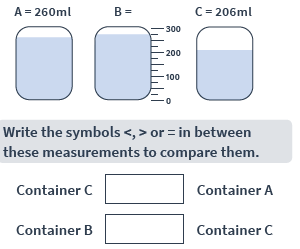 A = 260ml B = C = 206ml
300
200
100
0
Write the symbols <, > or = in between
these measurements to compare them.
Container C Container A
Container B Container C